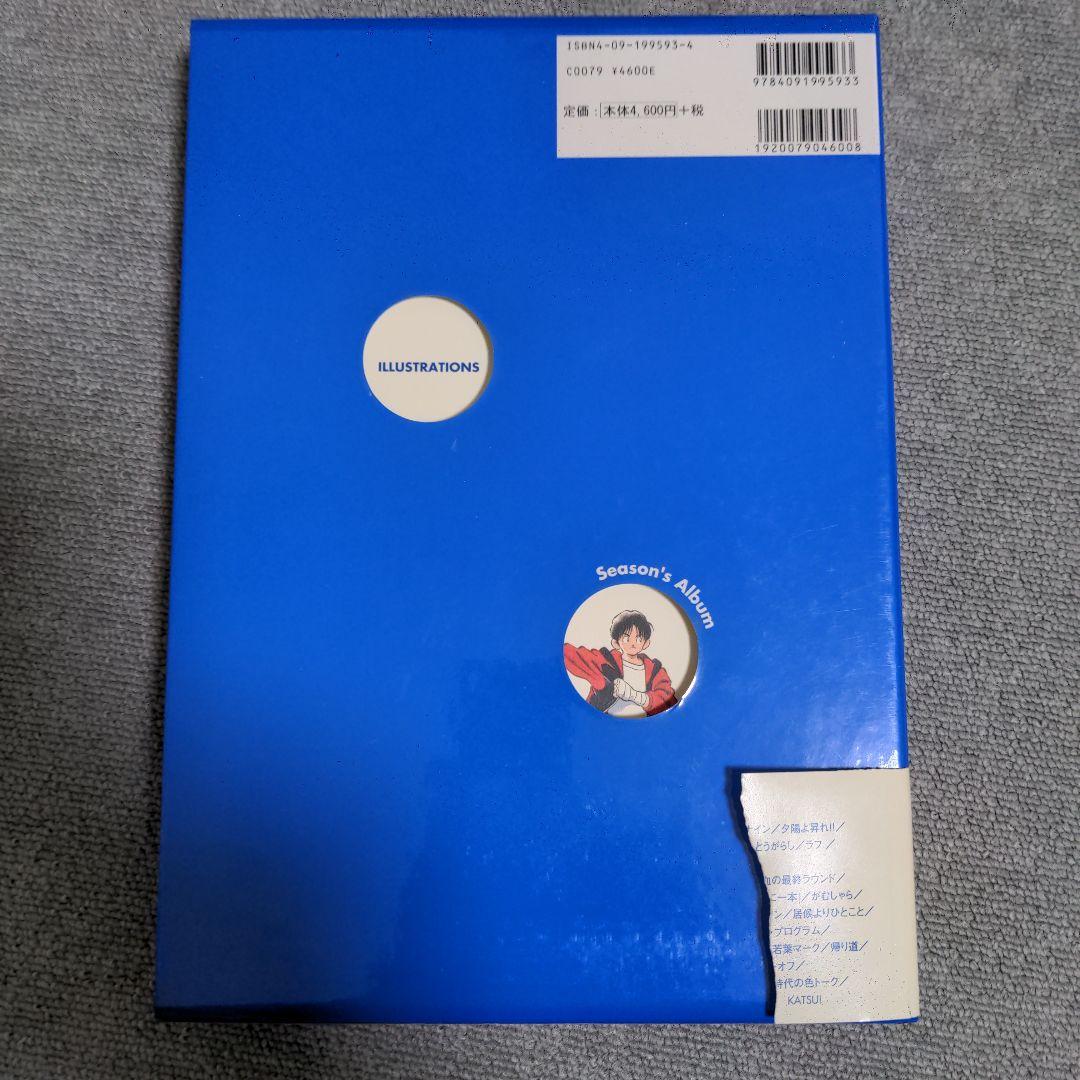 ISBN4-09-199593-4
C0079 ¥4600E
定価：本体4,600円+税
9784091995933
1920079046008
ILLUSTRATIONS
Season's Album
ナイン／夕陽よ昇れ!!／
とうがらし／ラフ／
の最終ラウンド／
に一本／がむしゃら／
ン／居候よりひとこと／
プログラム／
若葉マーク／帰り道／
オフ／
時代の色トーク／
KATSU!